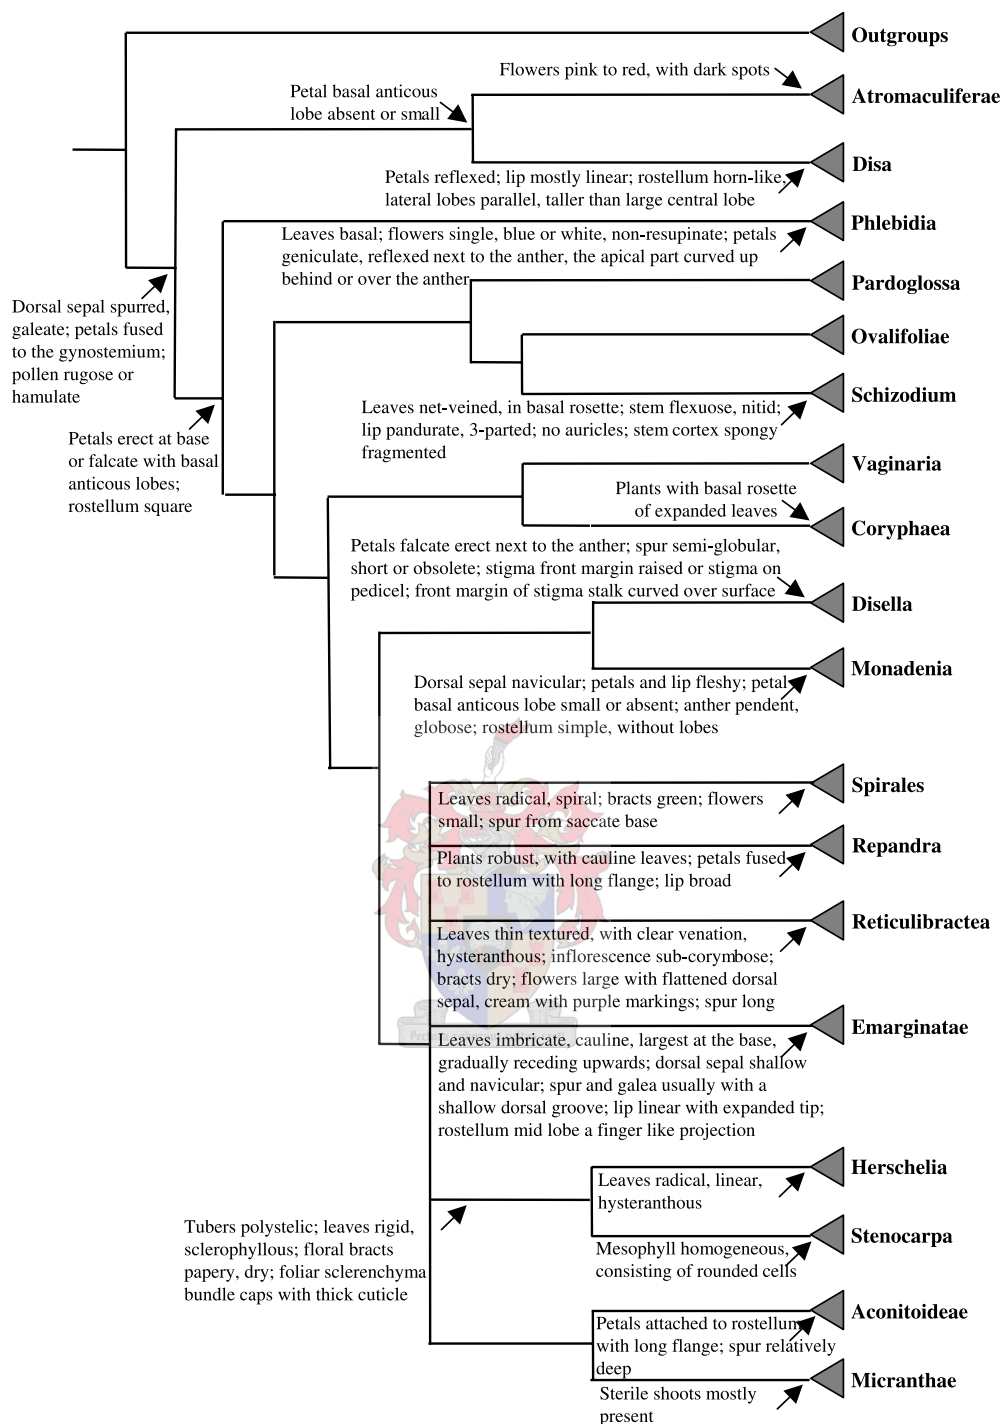 Outgroups
Flowers pink to red, with dark spots
Atromaculiferae
Petal basal anticous
lobe absent or small
Disa
Petals reflexed; lip mostly linear; rostellum horn-like,
lateral lobes parallel, taller than large central lobe
Phlebidia
Leaves basal; flowers single, blue or white, non-resupinate; petals
geniculate, reflexed next to the anther, the apical part curved up
behind or over the anther
Pardoglossa
Dorsal sepal spurred,
galeate; petals fused
to the gynostemium;
pollen rugose or
hamulate
Ovalifoliae
Schizodium
Leaves net-veined, in basal rosette; stem flexuose, nitid;
lip pandurate, 3-parted; no auricles; stem cortex spongy
fragmented
Petals erect at base
or falcate with basal
anticous lobes;
rostellum square
Vaginaria
Plants with basal rosette
of expanded leaves
Coryphaea
Petals falcate erect next to the anther; spur semi-globular,
short or obsolete; stigma front margin raised or stigma on
pedicel; front margin of stigma stalk curved over surface
Disella
Monadenia
Dorsal sepal navicular; petals and lip fleshy; petal
basal anticous lobe small or absent; anther pendent,
globose; rostellum simple, without lobes
Spirales
Leaves radical, spiral; bracts green; flowers
small; spur from saccate base
Repandra
Plants robust, with cauline leaves; petals fused
to rostellum with long flange; lip broad
Reticulibractea
Leaves thin textured, with clear venation,
hysteranthous; inflorescence sub-corymbose;
bracts dry; flowers large with flattened dorsal
sepal, cream with purple markings; spur long
Emarginatae
Leaves imbricate, cauline, largest at the base,
gradually receding upwards; dorsal sepal shallow
and navicular; spur and galea usually with a
shallow dorsal groove; lip linear with expanded tip;
rostellum mid lobe a finger like projection
Herschelia
Leaves radical, linear,
hysteranthous
Tubers polystelic; leaves rigid,
sclerophyllous; floral bracts
papery, dry; foliar sclerenchyma
bundle caps with thick cuticle
Stenocarpa
Mesophyll homogeneous,
consisting of rounded cells
Aconitoideae
Petals attached to rostellum
with long flange; spur relatively
deep
Micranthae
Sterile shoots mostly
present